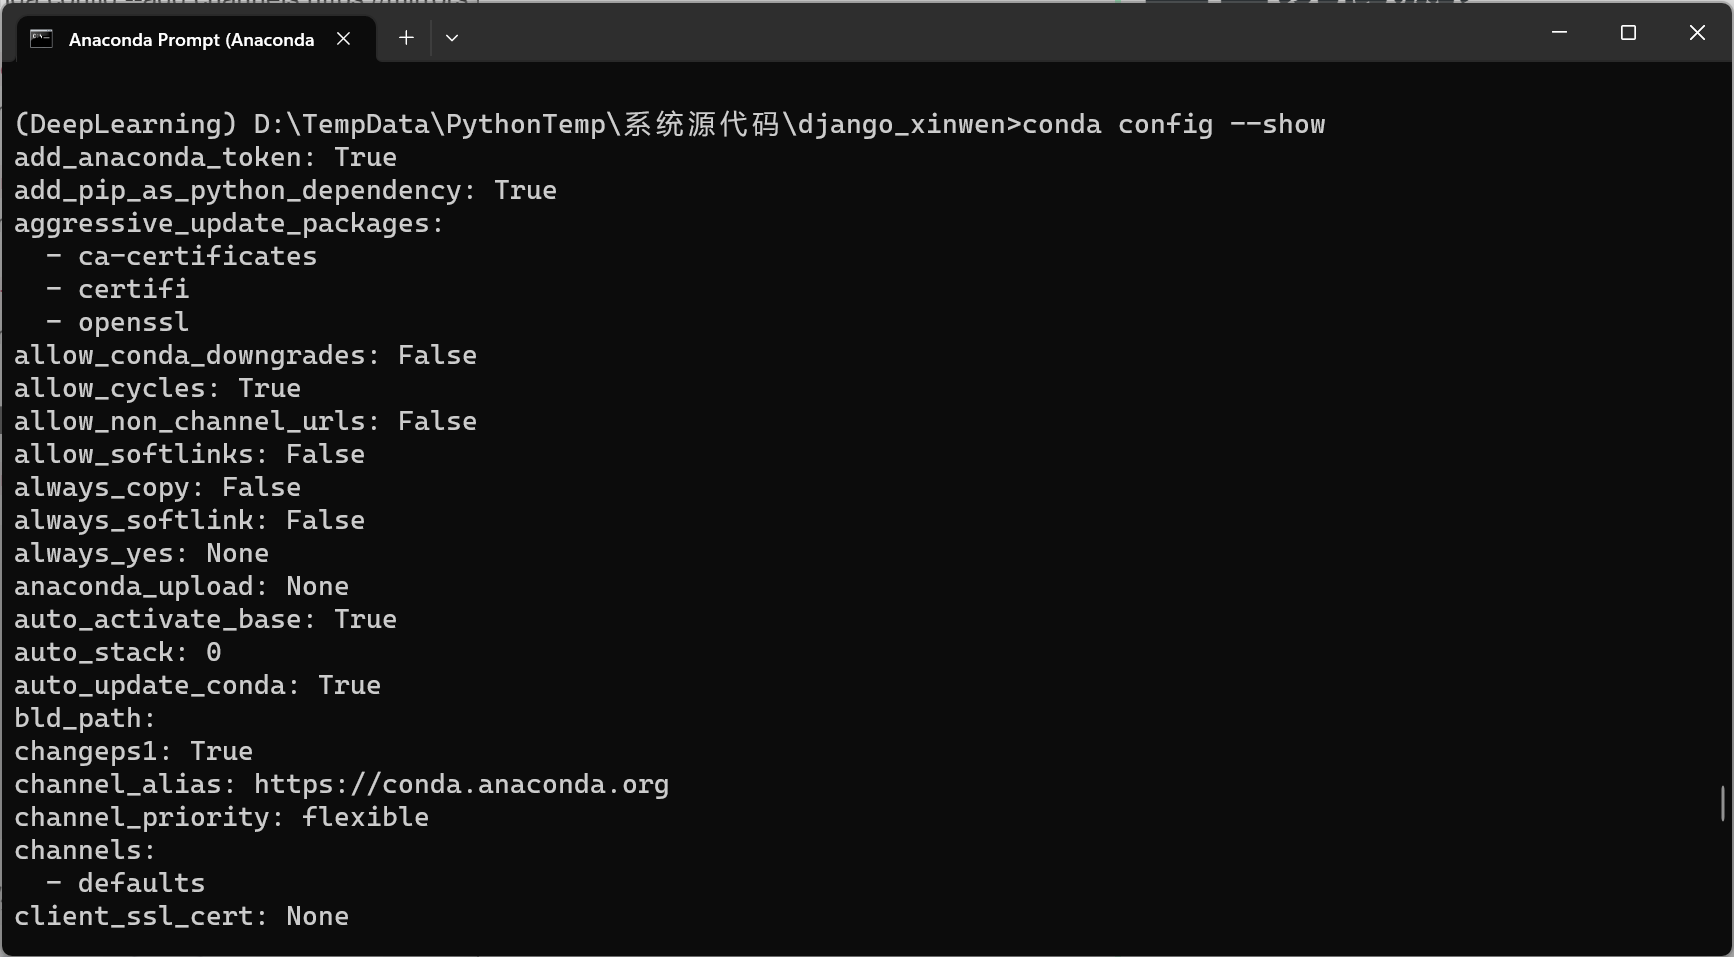 Anaconda Prompt (Anaconda
(DeepLearning) D:\TempData\PythonTemp\系统源代码\django_xinwen>conda config --show
add_anaconda_token: True
add_pip_as_python_dependency: True
aggressive_update_packages:
  - ca-certificates
  - certifi
  - openssl
allow_conda_downgrades: False
allow_cycles: True
allow_non_channel_urls: False
allow_softlinks: False
always_copy: False
always_softlink: False
always_yes: None
anaconda_upload: None
auto_activate_base: True
auto_stack: 0
auto_update_conda: True
bld_path:
changeps1: True
channel_alias: https://conda.anaconda.org
channel_priority: flexible
channels:
  - defaults
client_ssl_cert: None